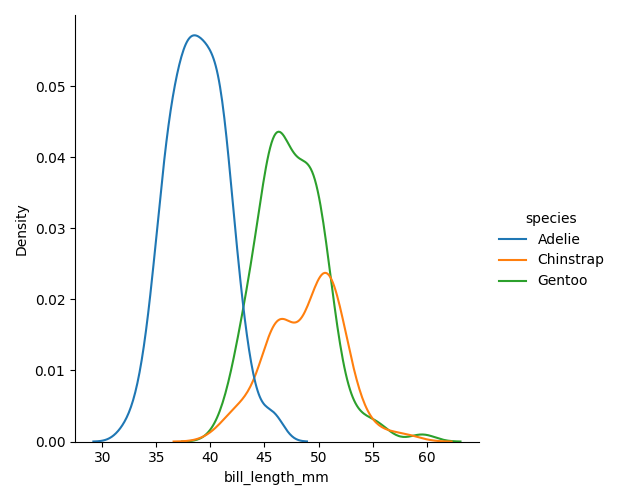 Density
0.05
0.04
0.03
0.02
0.01
0.00
30 35 40 45 50 55 60
bill_length_mm
species
Adelie
Chinstrap
Gentoo